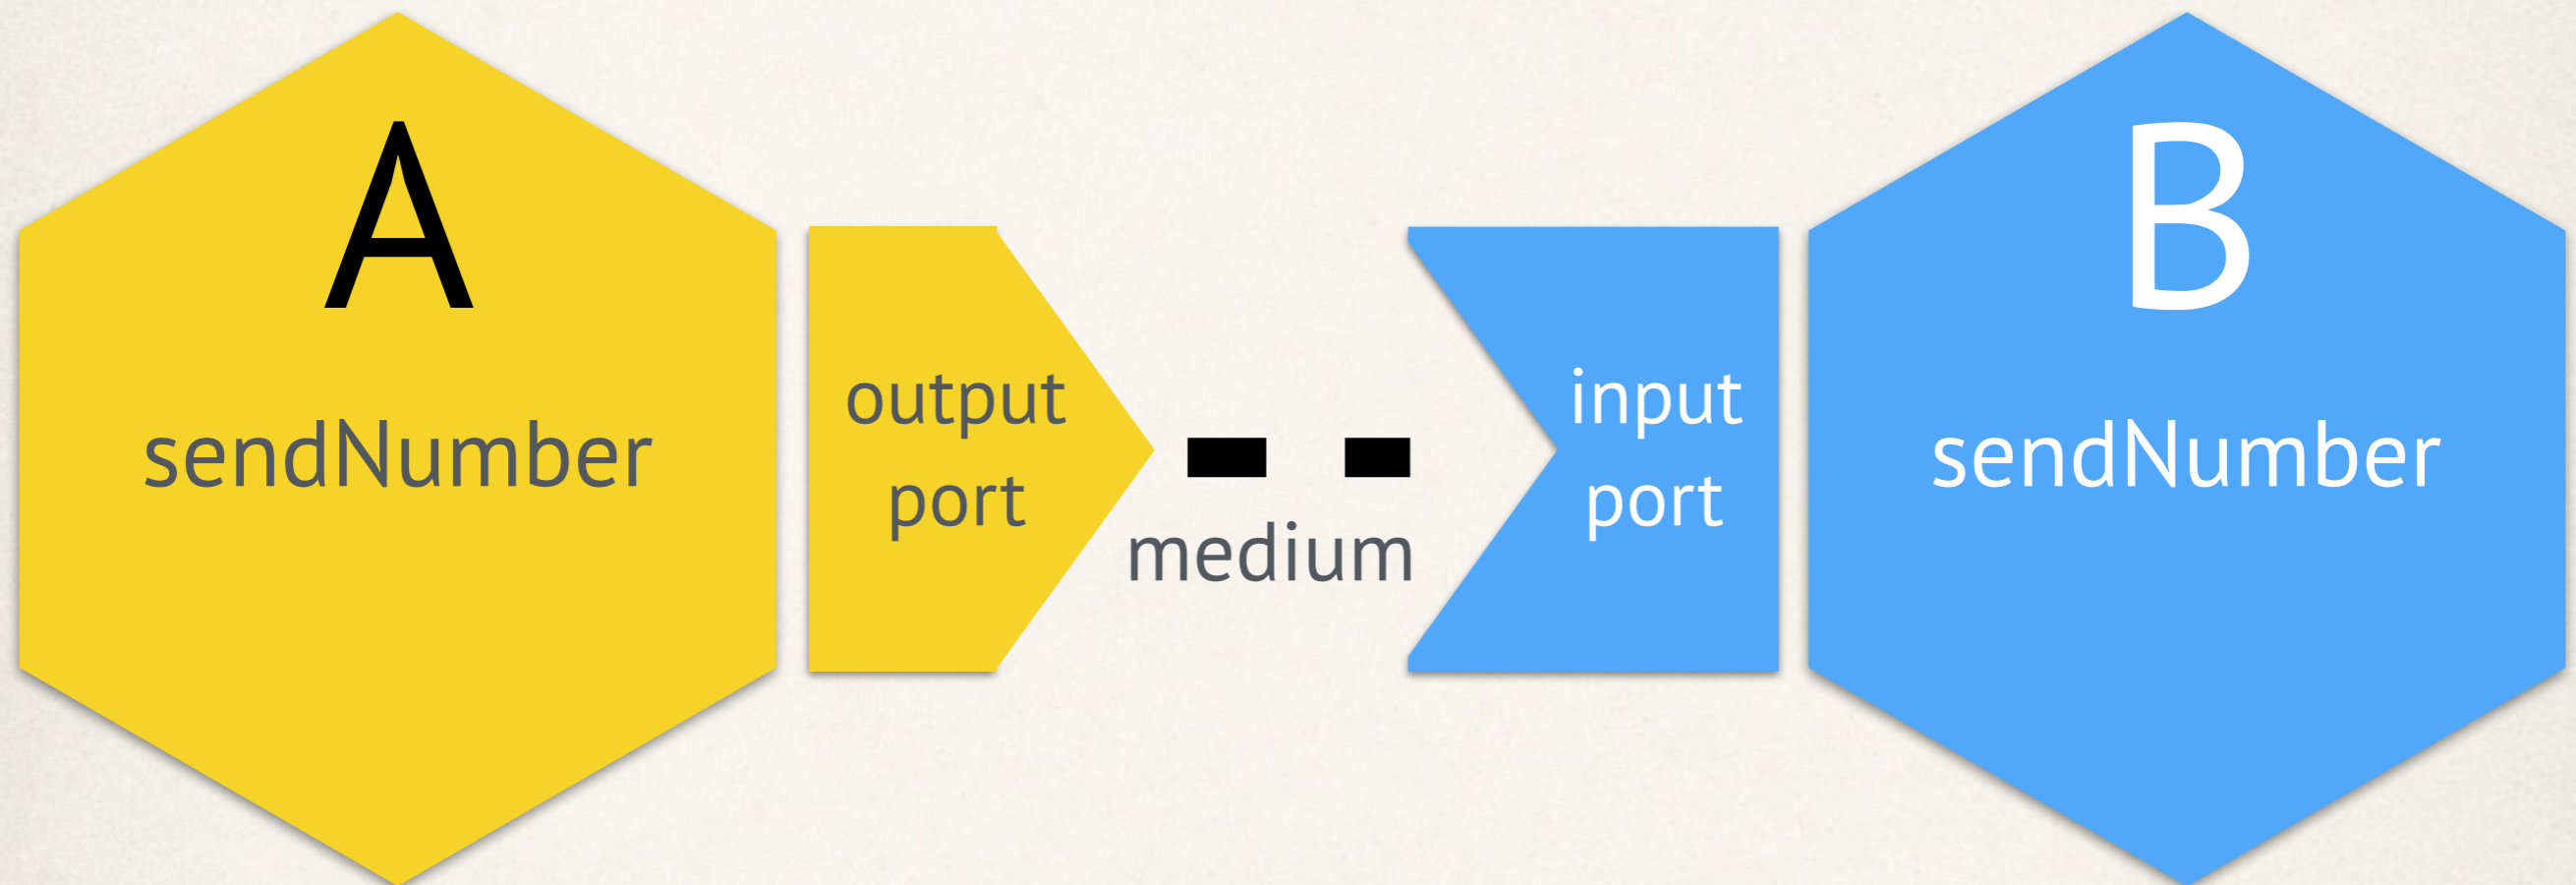 A
sendNumber
output
port
medium
input
port
B
sendNumber